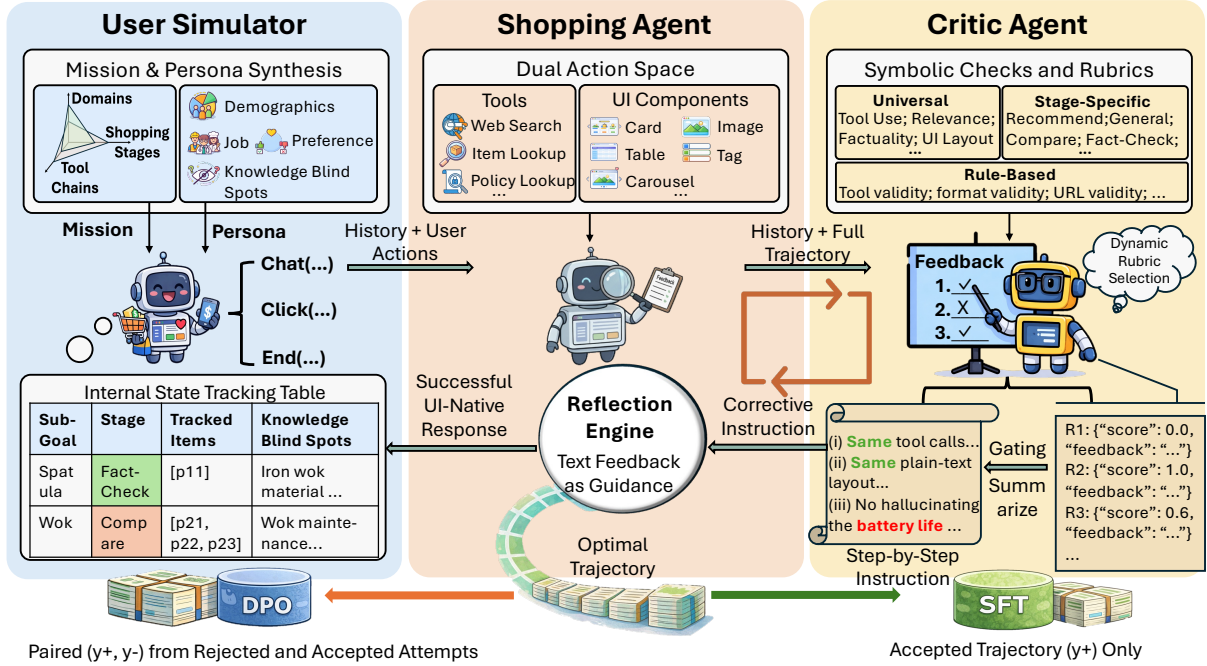 User Simulator
Mission & Persona Synthesis
Domains
Shopping
Stages
Tool
Chains
Demographics
Job
Preference
Knowledge Blind
Spots
Mission
Persona
Chat(...)
Click(...)
End(...)
$
History + User
Actions
Internal State Tracking Table
Sub-
Goal
Stage
Tracked
Items
Knowledge
Blind Spots
Spat
ula
Fact-
Check
[p11]
Iron wok
material ...
Wok
Comp
are
[p21,
p22, p23]
Wok mainte-
nance...
Shopping Agent
Dual Action Space
Tools
Web Search
Item Lookup
Policy Lookup
...
UI Components
Card
Image
Table
Tag
Carousel
...
Feedback
History + Full
Trajectory
Successful
UI-Native
Response
Reflection
Engine
Text Feedback
as Guidance
Corrective
Instruction
Optimal
Trajectory
Critic Agent
Symbolic Checks and Rubrics
Universal
Tool Use; Relevance;
Factuality; UI Layout
...
Stage-Specific
Recommend;General;
Compare; Fact-Check;
...
Rule-Based
Tool validity; format validity; URL validity; ...
Feedback
1. ✓
2. X
3. ✓
Dynamic
Rubric
Selection
(i) Same tool calls...
(ii) Same plain-text
layout...
(iii) No hallucinating
the battery life ...
Gating
Summ
arize
R1: {“score”: 0.0,
“feedback”: “...”}
R2: {“score”: 1.0,
“feedback”: “...”}
R3: {“score”: 0.6,
“feedback”: “...”}
...
Step-by-Step
Instruction
DPO
SFT
Paired (y+, y-) from Rejected and Accepted Attempts
Accepted Trajectory (y+) Only